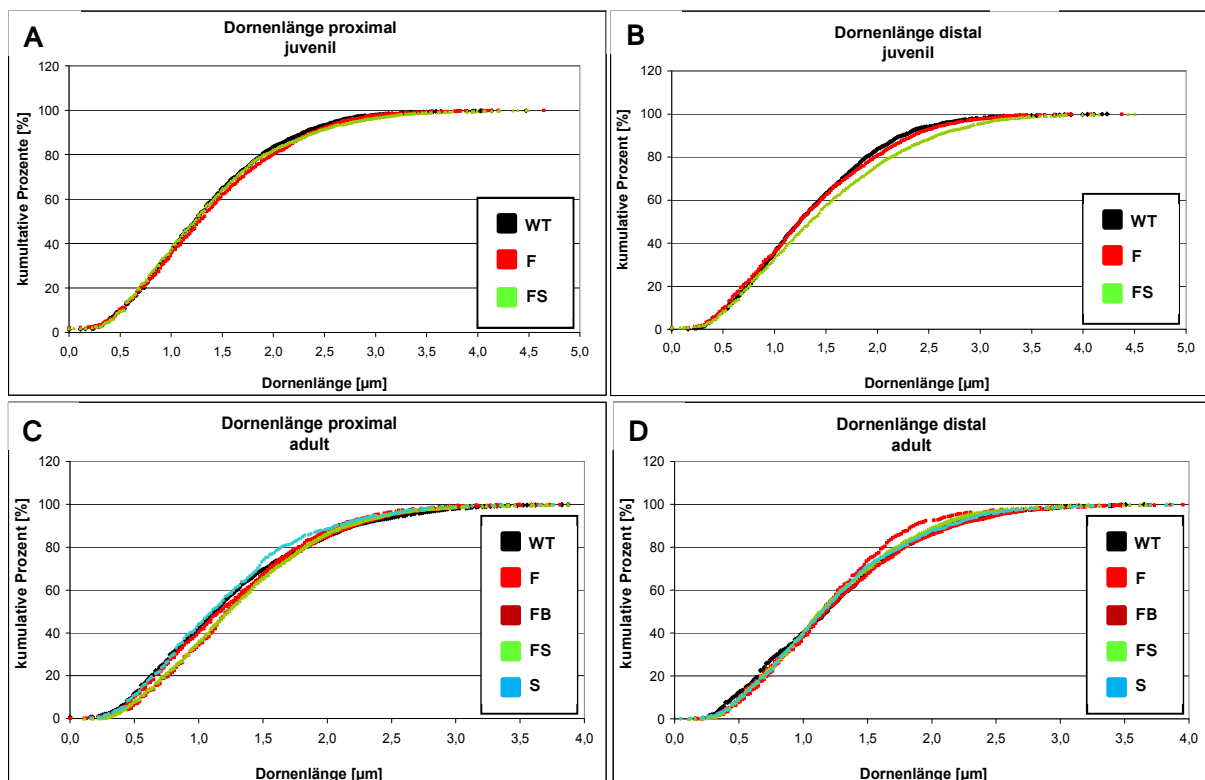 A
Dornenlänge proximal
juvenil
kumultative Prozente [%]
120
100
80
60
40
20
0
0,0 0,5 1,0 1,5 2,0 2,5 3,0 3,5 4,0 4,5 5,0
Dornenlänge [µm]
WT
F
FS
B
Dornenlänge distal
juvenil
kumulative Prozent [%]
120
100
80
60
40
20
0
0,0 0,5 1,0 1,5 2,0 2,5 3,0 3,5 4,0 4,5 5,0
Dornenlänge [µm]
WT
F
FS
C
Dornenlänge proximal
adult
kumulative Prozent [%]
120
100
80
60
40
20
0
0,0 0,5 1,0 1,5 2,0 2,5 3,0 3,5 4,0
Dornenlänge [µm]
WT
F
FB
FS
S
D
Dornenlänge distal
adult
cumulative Prozent [%]
120
100
80
60
40
20
0
0,0 0,5 1,0 1,5 2,0 2,5 3,0 3,5 4,0
Dornenlänge [µm]
WT
F
FB
FS
S